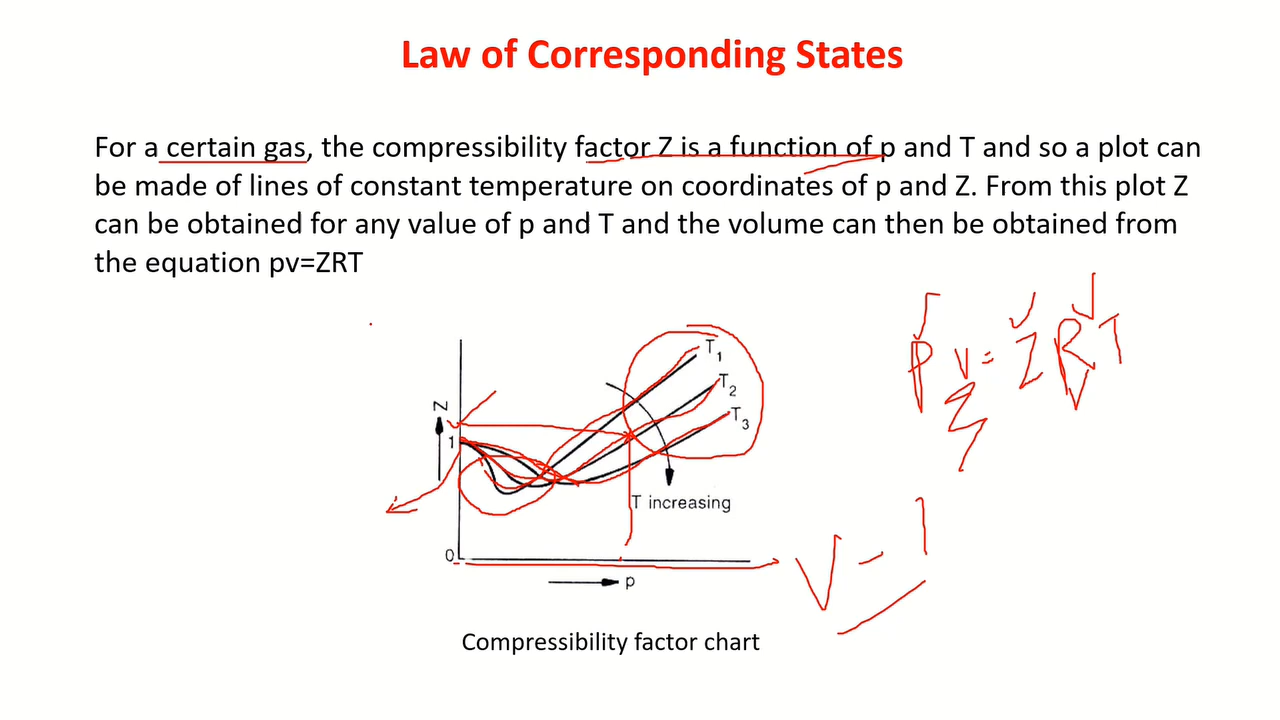 Law of Corresponding States
For a certain gas, the compressibility factor Z is a function of p and T and so a plot can
be made of lines of constant temperature on coordinates of p and Z. From this plot Z
can be obtained for any value of p and T and the volume can then be obtained from
the equation pv=ZRT
P v = Z R T
T1
T2
T3
Z
1
T increasing
0
p
Compressibility factor chart